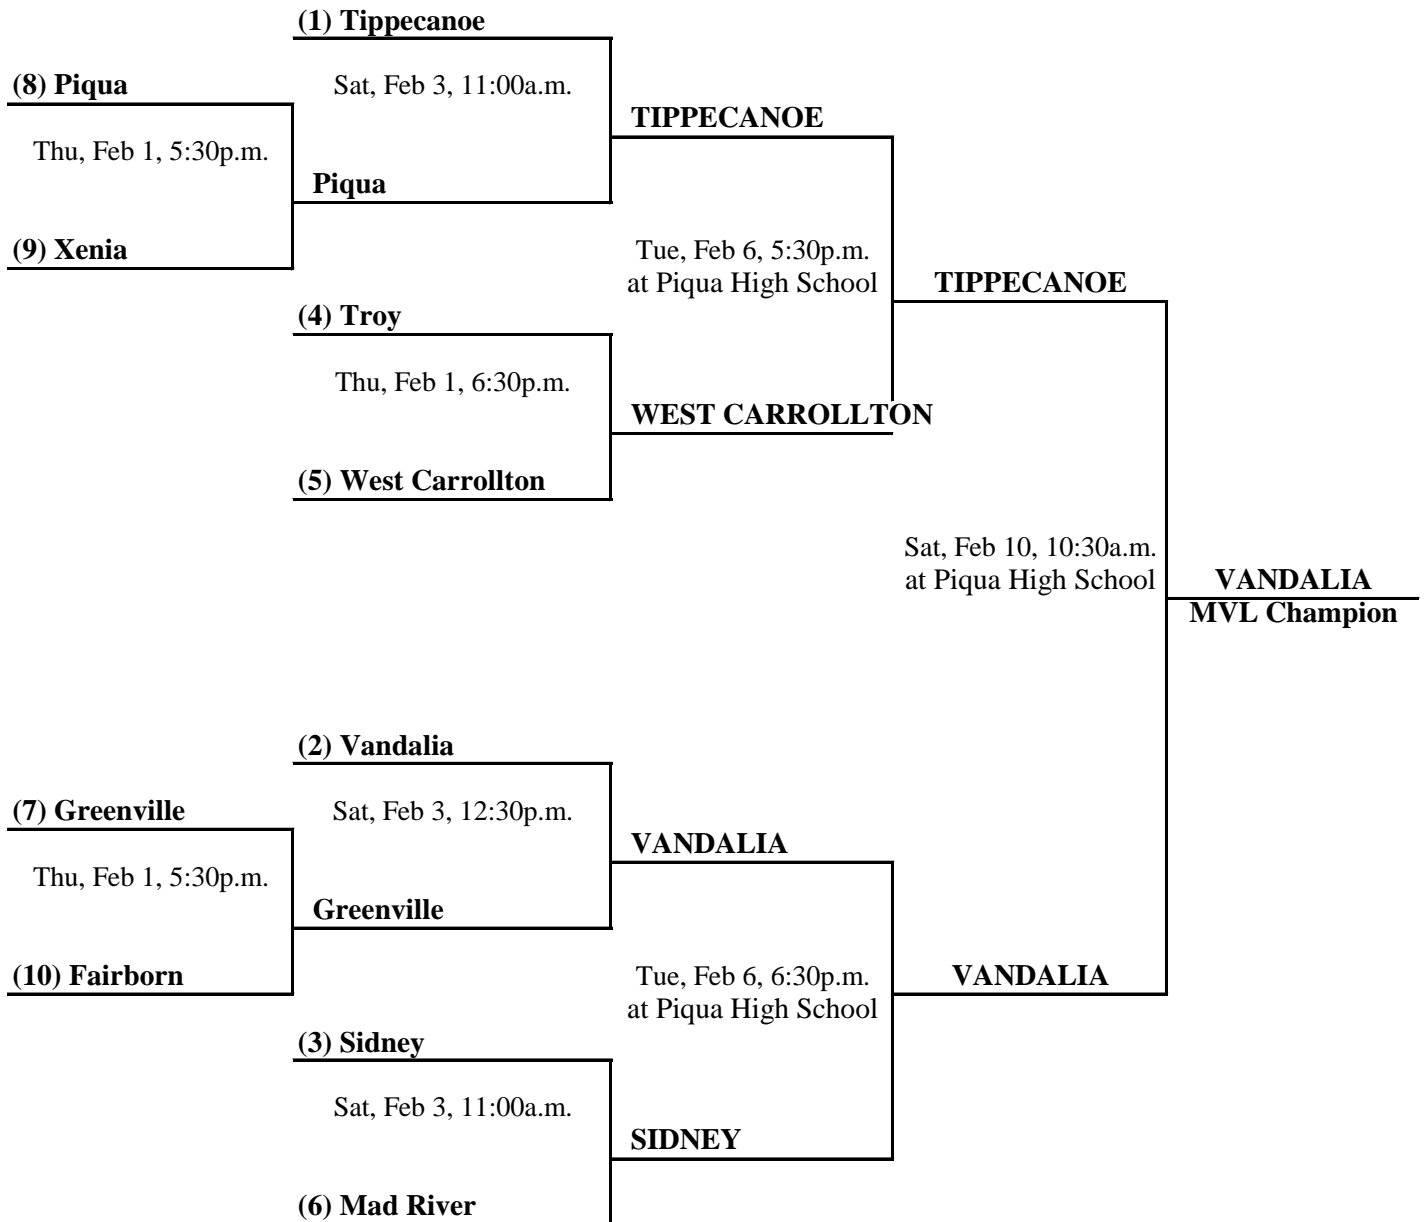 (1) Tippecanoe
(8) Piqua
Sat, Feb 3, 11:00a.m.
TIPPECANOE
Thu, Feb 1, 5:30p.m.
Piqua
(9) Xenia
Tue, Feb 6, 5:30p.m.
at Piqua High School
TIPPECANOE
(4) Troy
Thu, Feb 1, 6:30p.m.
WEST CARROLLTON
(5) West Carrollton
Sat, Feb 10, 10:30a.m.
at Piqua High School
VANDALIA
MVL Champion
(2) Vandalia
(7) Greenville
Sat, Feb 3, 12:30p.m.
VANDALIA
Thu, Feb 1, 5:30p.m.
Greenville
(10) Fairborn
Tue, Feb 6, 6:30p.m.
at Piqua High School
VANDALIA
(3) Sidney
Sat, Feb 3, 11:00a.m.
SIDNEY
(6) Mad River